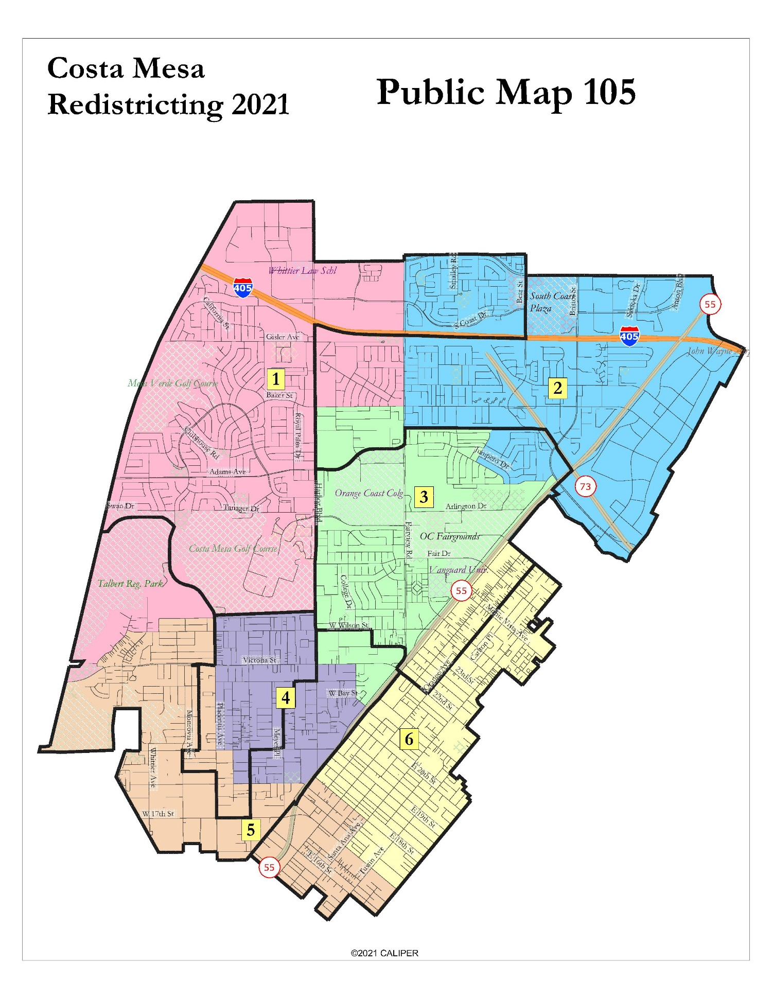 Costa Mesa
Redistricting 2021
Public Map 105
Whittier Law Schl
405
California St
Gisler Ave
Smalley Rd
Bear St
S Coast Dr
South Coast
Plaza
Bristol St
Sakioka Dr
Anton Blvd
55
405
John Wayne
Mesa Verde Golf Course
1
Baker St
2
Royal Palm Dr
Clubhouse Rd
Adams Ave
Junipero Dr
Harbor Blvd
Orange Coast Colg
3
73
Swan Dr
Tanager Dr
Arlington Dr
Fairview Rd
OC Fairgrounds
Costa Mesa Golf Course
Fair Dr
Vanguard Univ.
Talbert Reg. Park
College Dr
55
Monte Vista Ave
W Wilson St
Carlton Pl
Victoria St
Orange Ave
23rd St
4
W Bay St
22nd St
Monrovia Ave
Placentia Ave
Meyer Pl
6
Whittier Ave
E 20th St
W 17th St
5
E 19th St
Santa Ana Ave
E 18th St
E 16th St
Tustin Ave
55
©2021 CALIPER